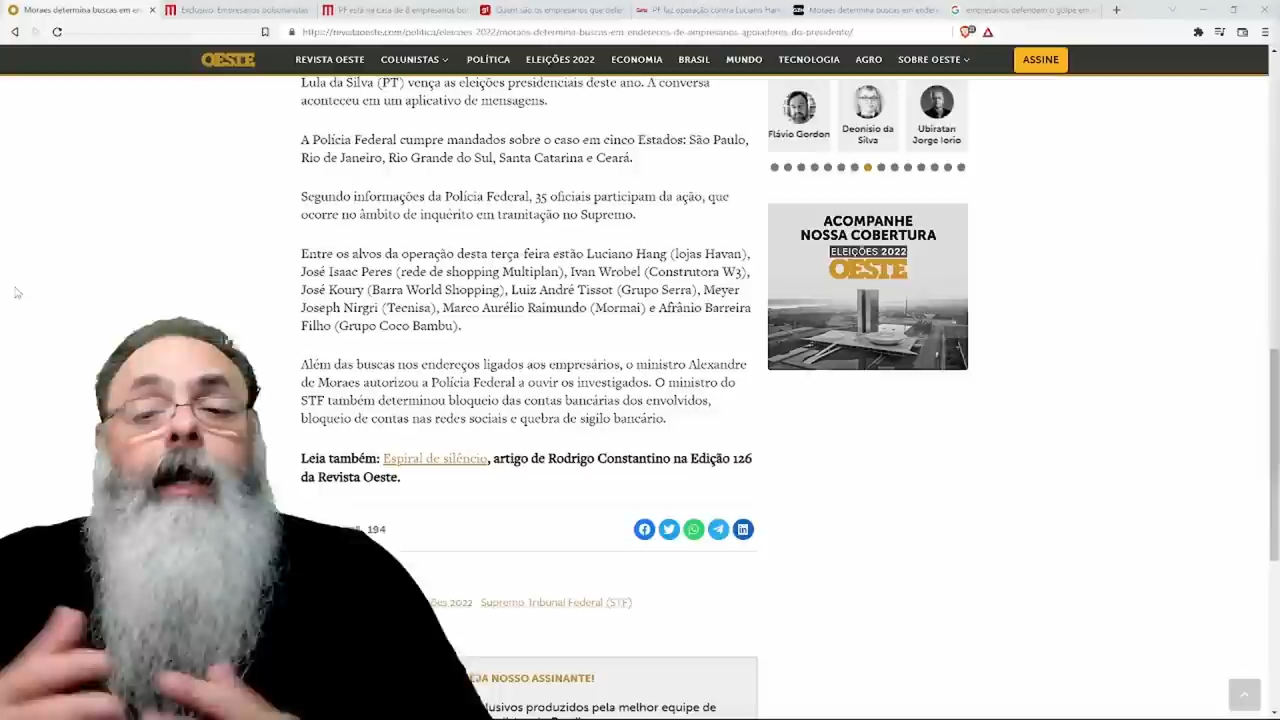 Moraes determina buscas em en
Exclusivo: Empresários bolsonaristas
PF está na casa de 8 empresários bo
Quem são os empresários que defer
PF faz operação contra Luciano Han
Moraes determina buscas em ender
empresários defendem o golpe em
https://revistaoeste.com/politica/eleicoes-2022/moraes-determina-buscas-em-enderecos-de-empresarios-apoiadores-do-presidente/
OESTE
REVISTA OESTE
COLUNISTAS
POLÍTICA
ELEIÇÕES 2022
ECONOMIA
BRASIL
MUNDO
TECNOLOGIA
AGRO
SOBRE OESTE
ASSINE
Lula da Silva (PT) vença as eleições presidenciais deste ano. A conversa
aconteceu em um aplicativo de mensagens.
A Polícia Federal cumpre mandados sobre o caso em cinco Estados: São Paulo,
Rio de Janeiro, Rio Grande do Sul, Santa Catarina e Ceará.
Segundo informações da Polícia Federal, 35 oficiais participam da ação, que
ocorre no âmbito de inquérito em tramitação no Supremo.
Entre os alvos da operação desta terça feira estão Luciano Hang (lojas Havan),
José Isaac Peres (rede de shopping Multiplan), Ivan Wrobel (Construtora W3),
José Koury (Barra World Shopping), Luiz André Tissot (Grupo Serra), Meyer
Joseph Nirgri (Tecnisa), Marco Aurélio Raimundo (Mormai) e Afrânio Barreira
Filho (Grupo Coco Bambu).
Além das buscas nos endereços ligados aos empresários, o ministro Alexandre
de Moraes autorizou a Polícia Federal a ouvir os investigados. O ministro do
STF também determinou bloqueio das contas bancárias dos envolvidos,
bloqueio de contas nas redes sociais e quebra de sigilo bancário.
Leia também: Espiral de silêncio, artigo de Rodrigo Constantino na Edição 126
da Revista Oeste.
194
ões 2022 Supremo Tribunal Federal (STF)
JA NOSSO ASSINANTE!
clusivos produzidos pela melhor equipe de
Flávio Gordon
Deonísio da
Silva
Ubiratan
Jorge Iorio
ACOMPANHE
NOSSA COBERTURA
ELEIÇÕES 2022
OESTE